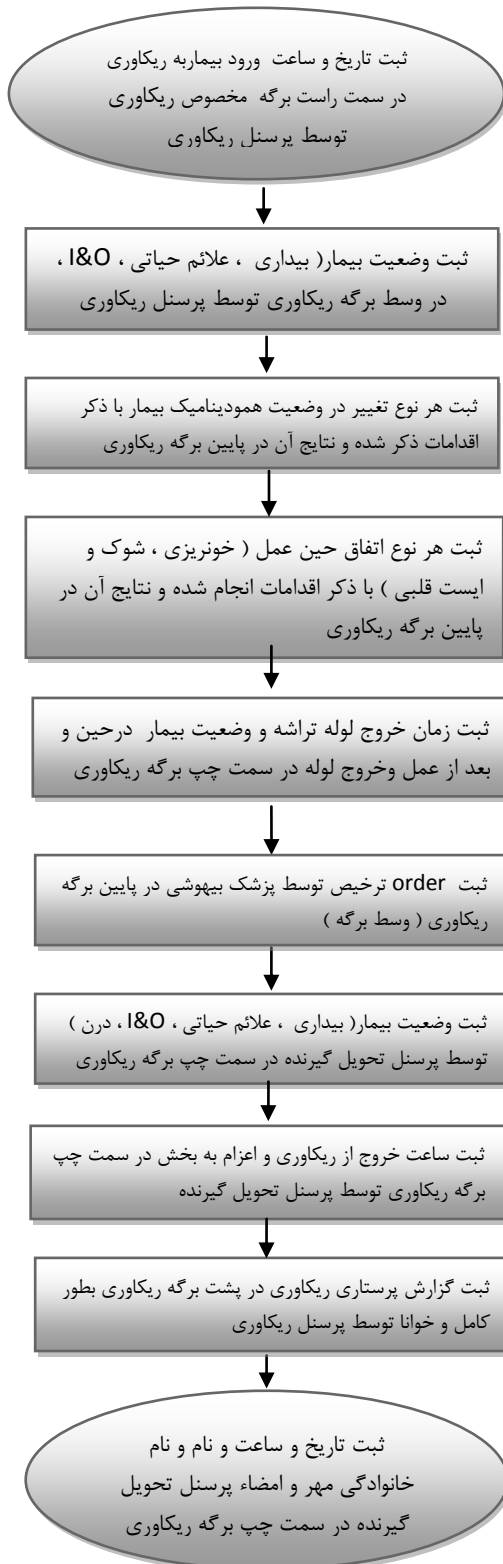 ثبت تاریخ و ساعت ورود بیماربه ریکاوری
در سمت راست برگه مخصوص ریکاوری
توسط پرسنل ریکاوری
ثبت وضعیت بیمار( بیداری ، علائم حیاتی ، I&O ،
در وسط برگه ریکاوری توسط پرسنل ریکاوری
ثبت هر نوع تغییر در وضعیت همودینامیک بیمار با ذکر
اقدامات ذکر شده و نتایج آن در پایین برگه ریکاوری
ثبت هر نوع اتفاق حین عمل ( خونریزی ، شوک و
ایست قلبی ) با ذکر اقدامات انجام شده و نتایج آن در
پایین برگه ریکاوری
ثبت زمان خروج لوله تراشه و وضعیت بیمار درحین و
بعد از عمل وخروج لوله در سمت چپ برگه ریکاوری
ثبت order ترخیص توسط پزشک بیهوشی در پایین برگه
ریکاوری ( وسط برگه )
ثبت وضعیت بیمار( بیداری ، علائم حیاتی ، I&O ، درن )
توسط پرسنل تحویل گیرنده در سمت چپ برگه ریکاوری
ثبت ساعت خروج از ریکاوری و اعزام به بخش در سمت چپ
برگه ریکاوری توسط پرسنل تحویل گیرنده
ثبت گزارش پرستاری ریکاوری در پشت برگه ریکاوری بطور
کامل و خوانا توسط پرسنل ریکاوری
ثبت تاریخ و ساعت و نام و نام
خانوادگی مهر و امضاء پرسنل تحویل
گیرنده در سمت چپ برگه ریکاوری